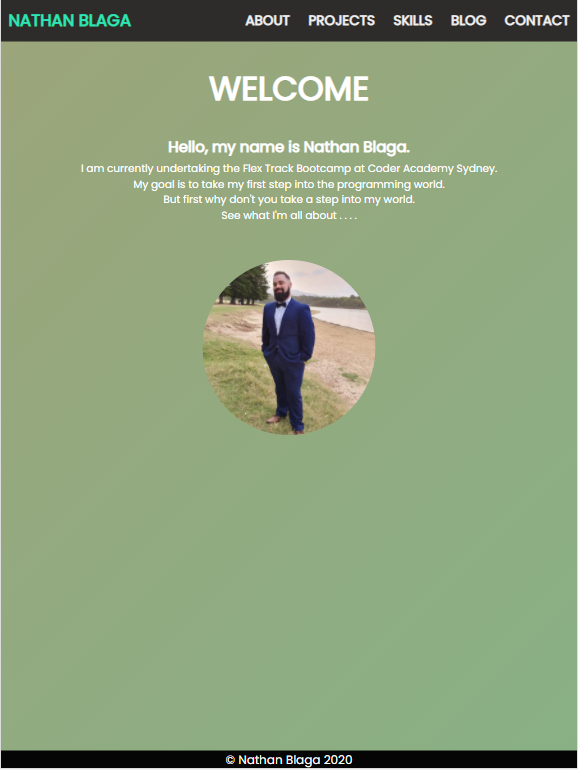 NATHAN BLAGA
ABOUT PROJECTS SKILLS BLOG CONTACT
WELCOME
Hello, my name is Nathan Blaga.
I am currently undertaking the Flex Track Bootcamp at Coder Academy Sydney.
My goal is to take my first step into the programming world.
But first why don't you take a step into my world.
See what I'm all about . . . .
© Nathan Blaga 2020